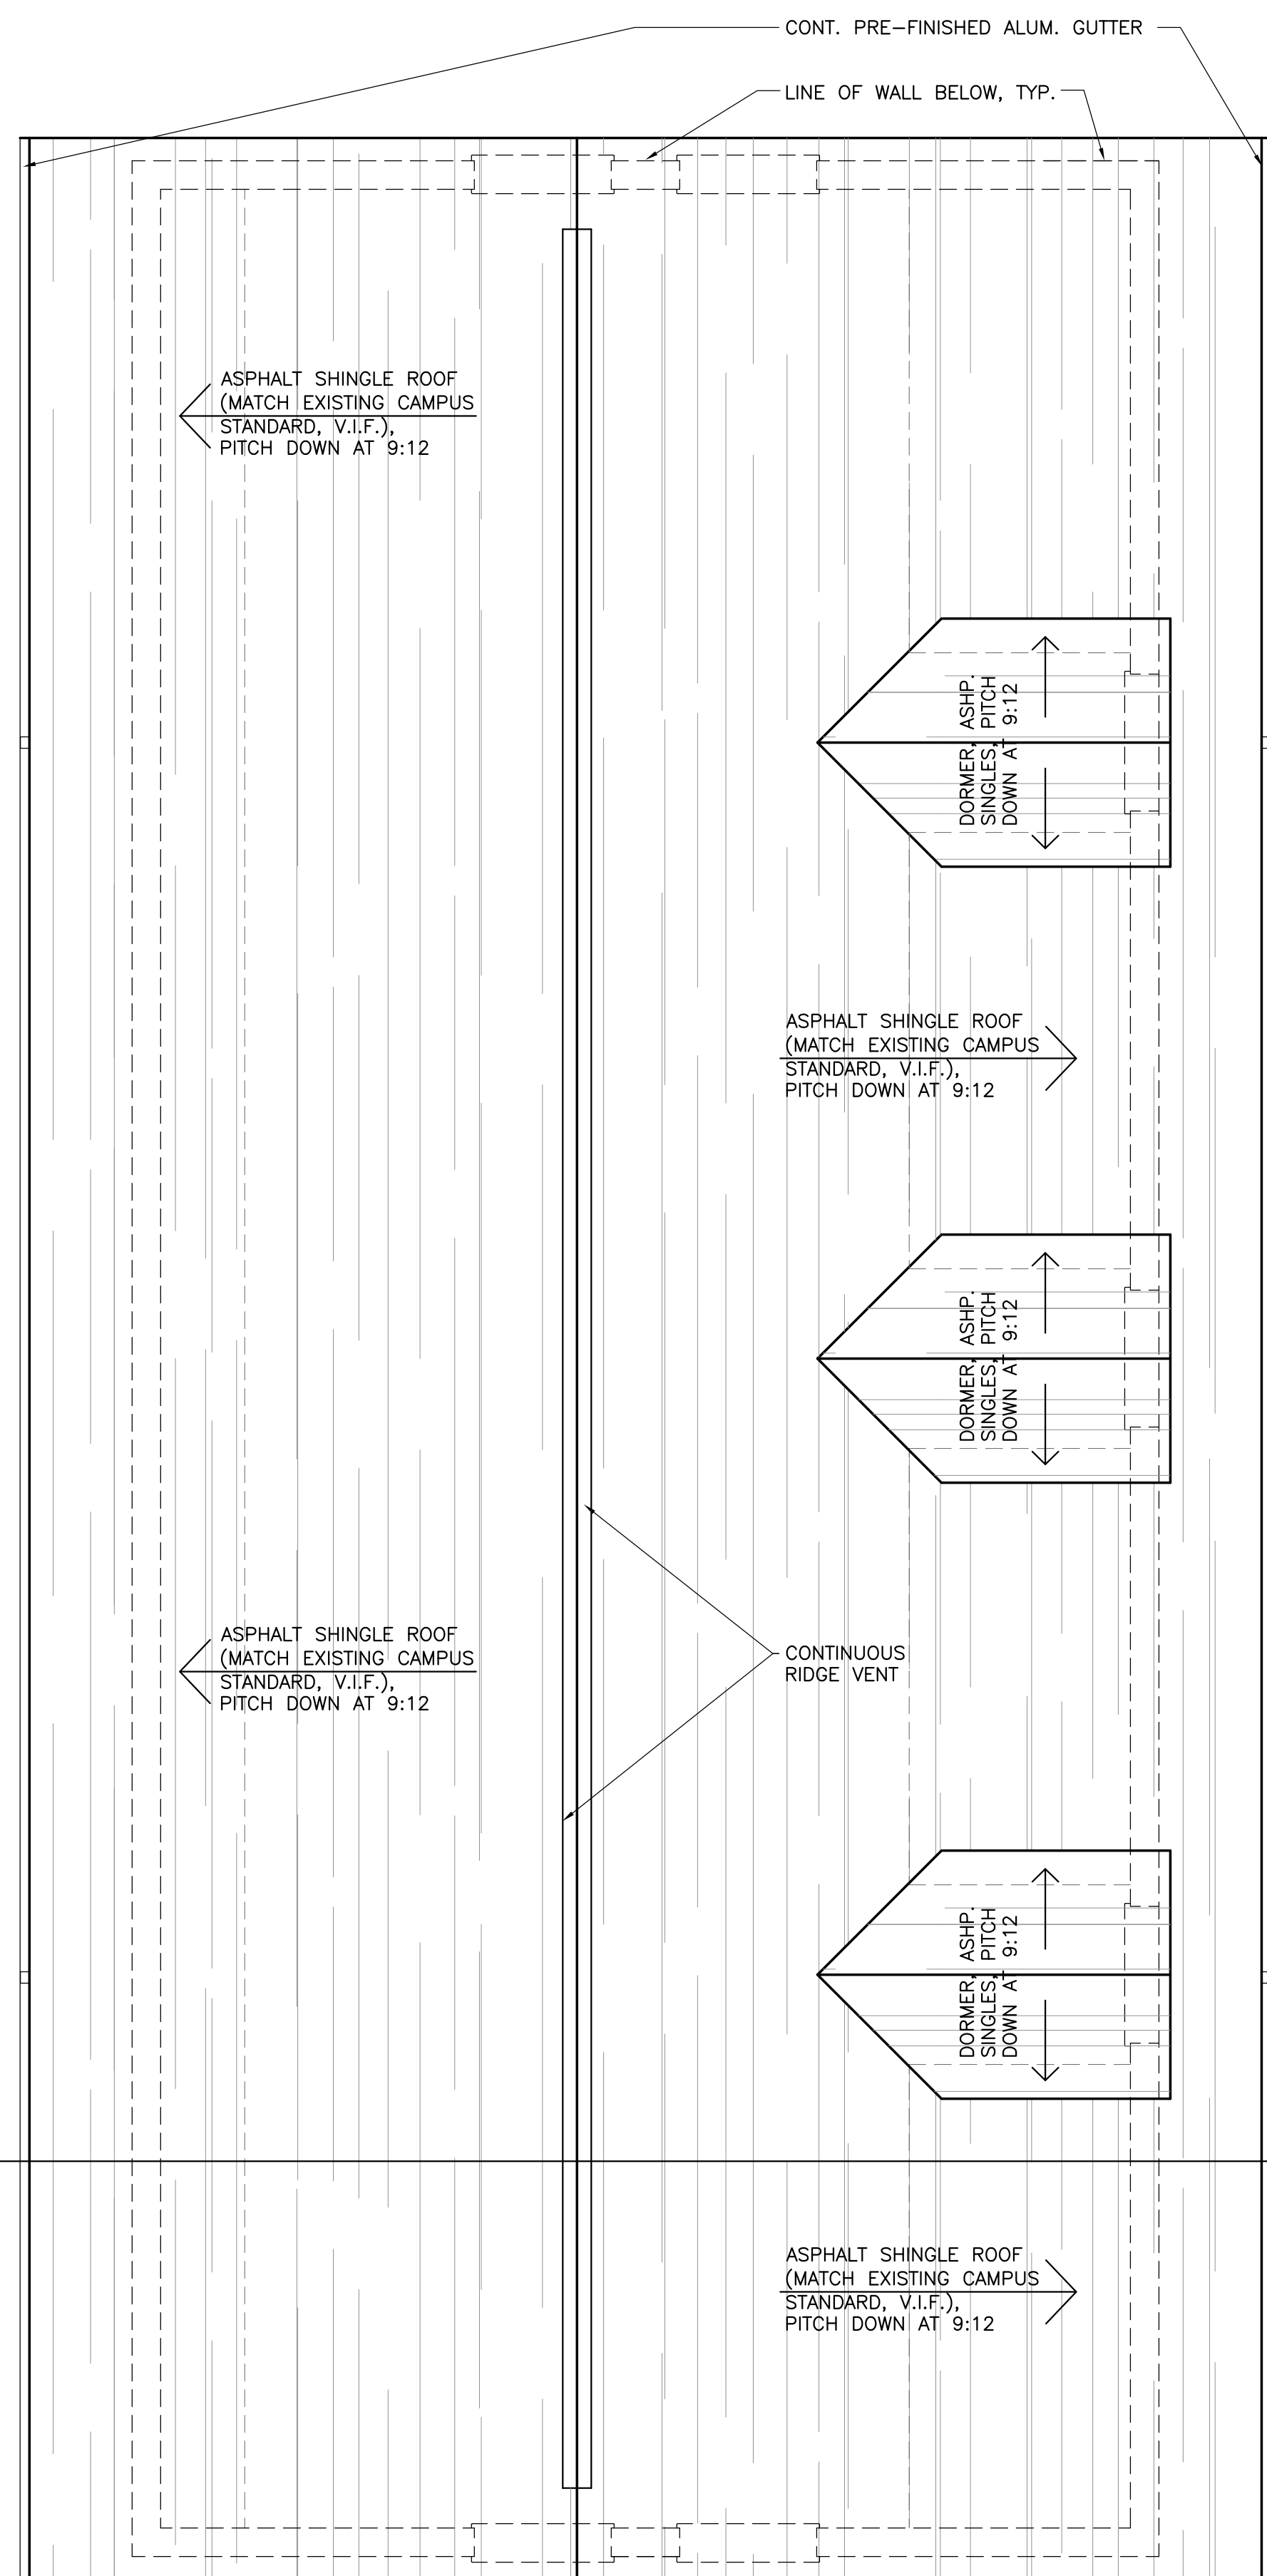 CONT. PRE-FINISHED ALUM. GUTTER
LINE OF WALL BELOW, TYP.
ASPHALT SHINGLE ROOF
(MATCH EXISTING CAMPUS
STANDARD, V.I.F.),
PITCH DOWN AT 9:12
DORMER, ASHP.
SINGLES, PITCH
DOWN AT 9:12
ASPHALT SHINGLE ROOF
(MATCH EXISTING CAMPUS
STANDARD, V.I.F.),
PITCH DOWN AT 9:12
DORMER, ASHP.
SINGLES, PITCH
DOWN AT 9:12
ASPHALT SHINGLE ROOF
(MATCH EXISTING CAMPUS
STANDARD, V.I.F.),
PITCH DOWN AT 9:12
CONTINUOUS
RIDGE VENT
DORMER, ASHP.
SINGLES, PITCH
DOWN AT 9:12
ASPHALT SHINGLE ROOF
(MATCH EXISTING CAMPUS
STANDARD, V.I.F.),
PITCH DOWN AT 9:12